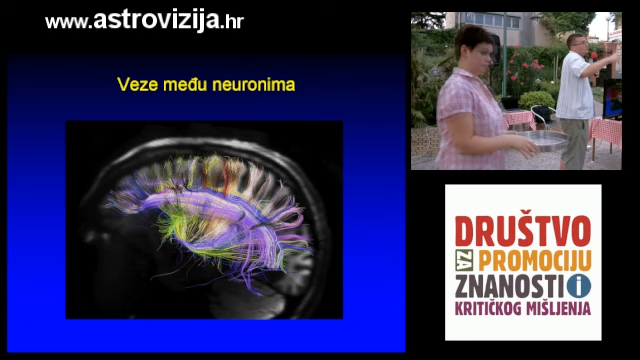 www.astrovizija.hr
Veze među neuronima
DRUŠTVO
ZA PROMOCIJU
ZNANOSTI i
KRITIČKOG MIŠLJENJA